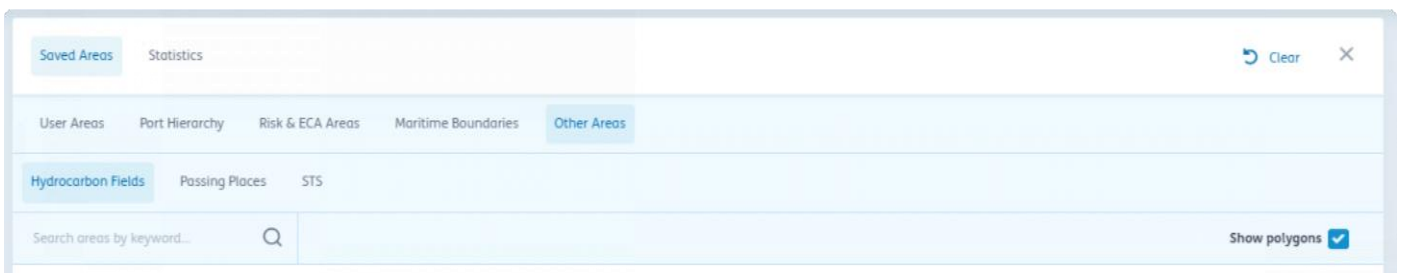 Saved Areas Statistics Clear
User Areas Port Hierarchy Risk & ECA Areas Maritime Boundaries Other Areas
Hydrocarbon Fields Passing Places STS
Search areas by keyword... Show polygons